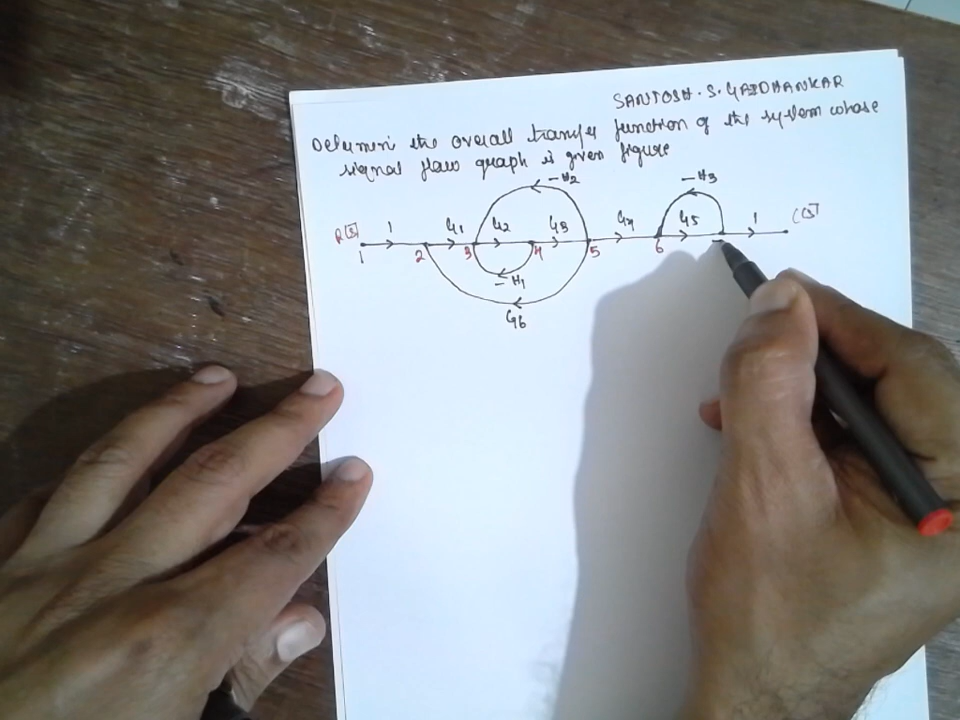 SANTOSH.S.GAIDHANKAR
Determine the overall transfer function of the system whose
signal flow graph is given figure
-H2 -H3
R(S) 1 G1 G2 G3 G4 G5 1 C(S)
1 2 3 4 5 6
-H1
G6